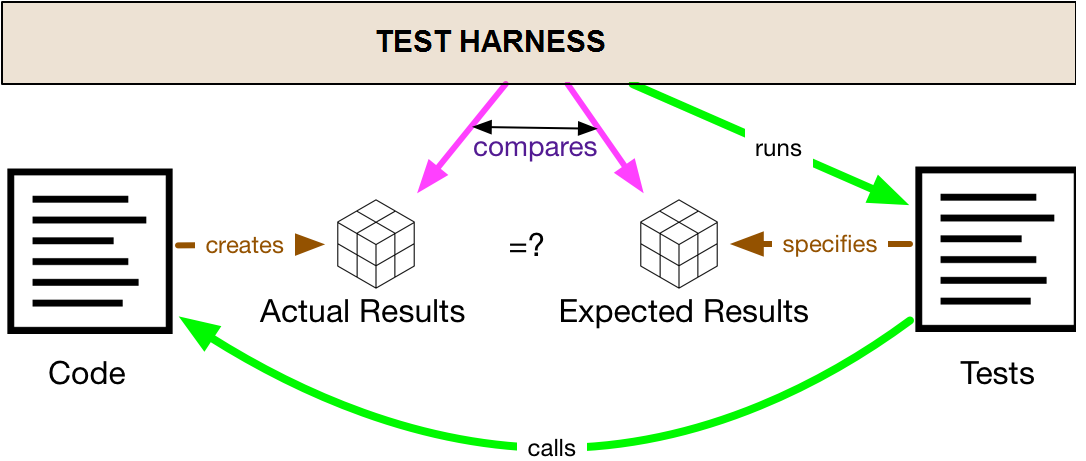 TEST HARNESS
compares
runs
creates
=?
specifies
Actual Results
Expected Results
Code
Tests
calls